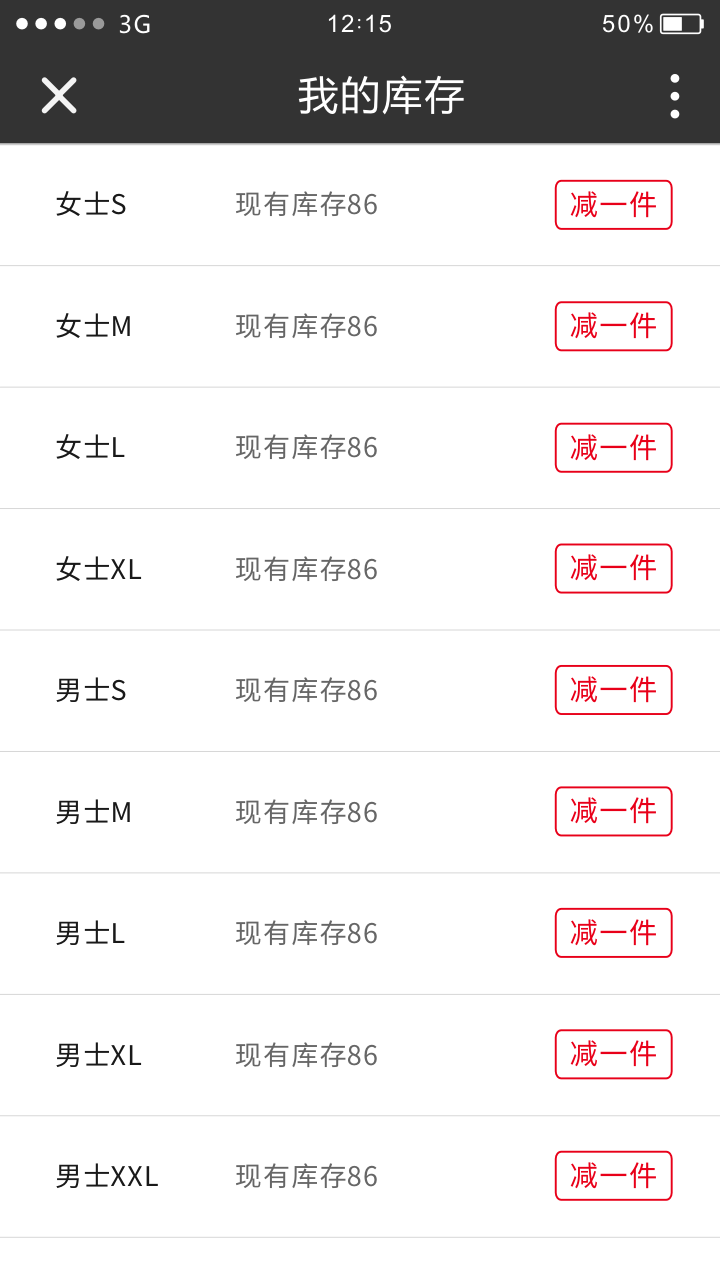 3G 12:15 50%
我的库存
女士S 现有库存86 减一件
女士M 现有库存86 减一件
女士L 现有库存86 减一件
女士XL 现有库存86 减一件
男士S 现有库存86 减一件
男士M 现有库存86 减一件
男士L 现有库存86 减一件
男士XL 现有库存86 减一件
男士XXL 现有库存86 减一件